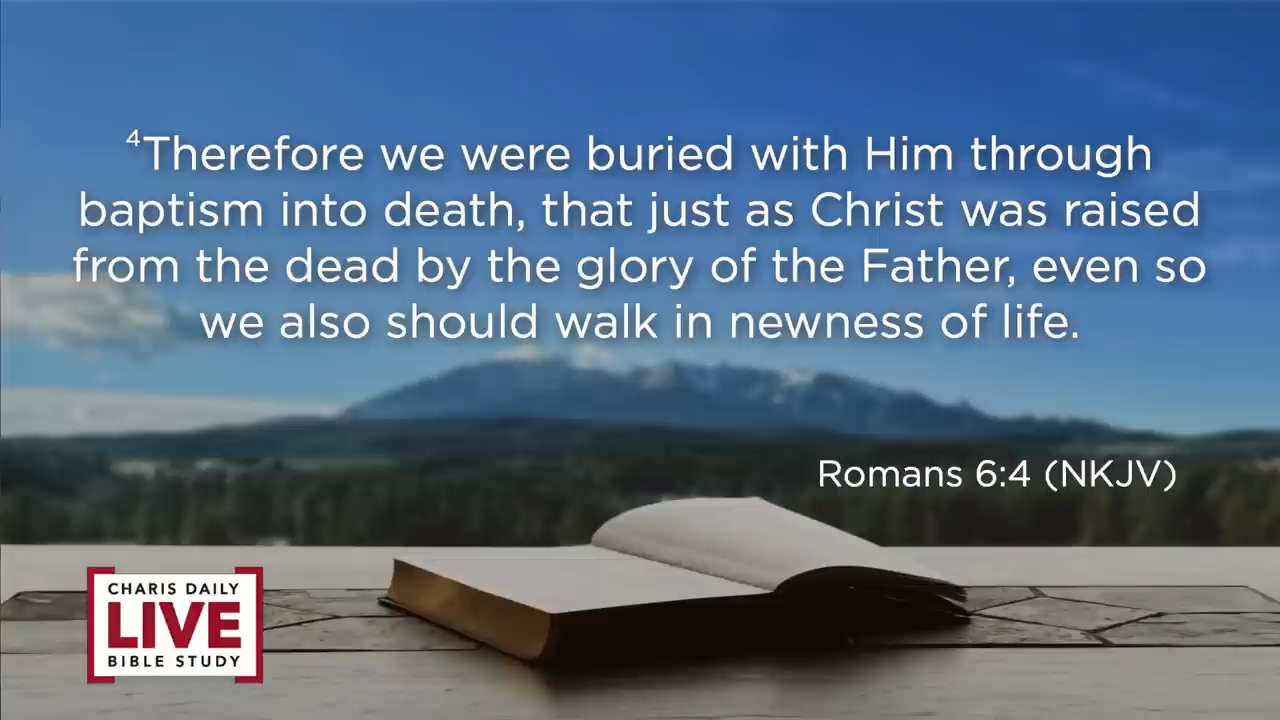 ⁴Therefore we were buried with Him through
baptism into death, that just as Christ was raised
from the dead by the glory of the Father, even so
we also should walk in newness of life.
Romans 6:4 (NKJV)
CHARIS DAILY
LIVE
BIBLE STUDY